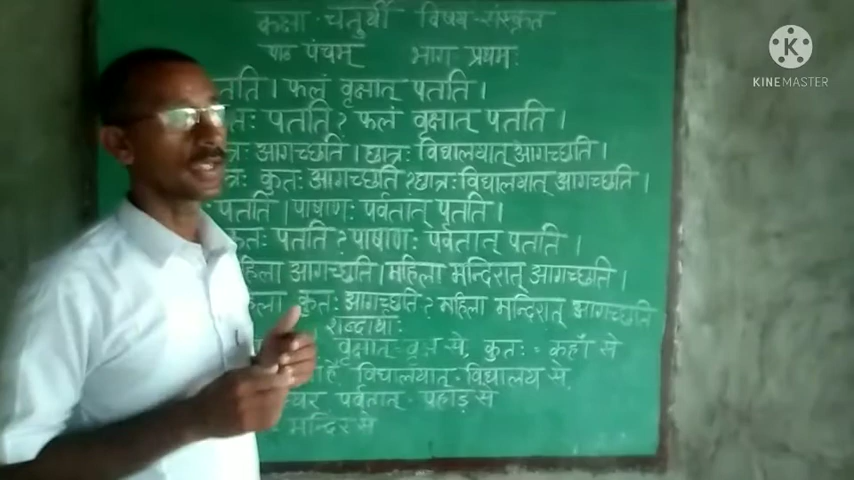 कक्षा - चतुर्थी विषय - संस्कृत
पाठ पंचम् भाग प्रथमः
पतति । फलं वृक्षात् पतति ।
पतति ? फलं वृक्षात् पतति ।
आगच्छति । छात्रः विद्यालयात् आगच्छति ।
कुतः आगच्छति ? छात्रः विद्यालयात् आगच्छति ।
पतति । पाषाणः पर्वतात् पतति ।
कुतः पतति ? पाषाणः पर्वतात् पतति ।
महिला आगच्छति । महिला मन्दिरात् आगच्छति ।
कुतः आगच्छति ? महिला मन्दिरात् आगच्छति
शब्दार्थाः
वृक्षात् - वृक्ष से, कुतः = कहाँ से
विद्यालयात् - विद्यालय से,
पर्वतात् - पहाड़ से
मन्दिर से
KINEMASTER